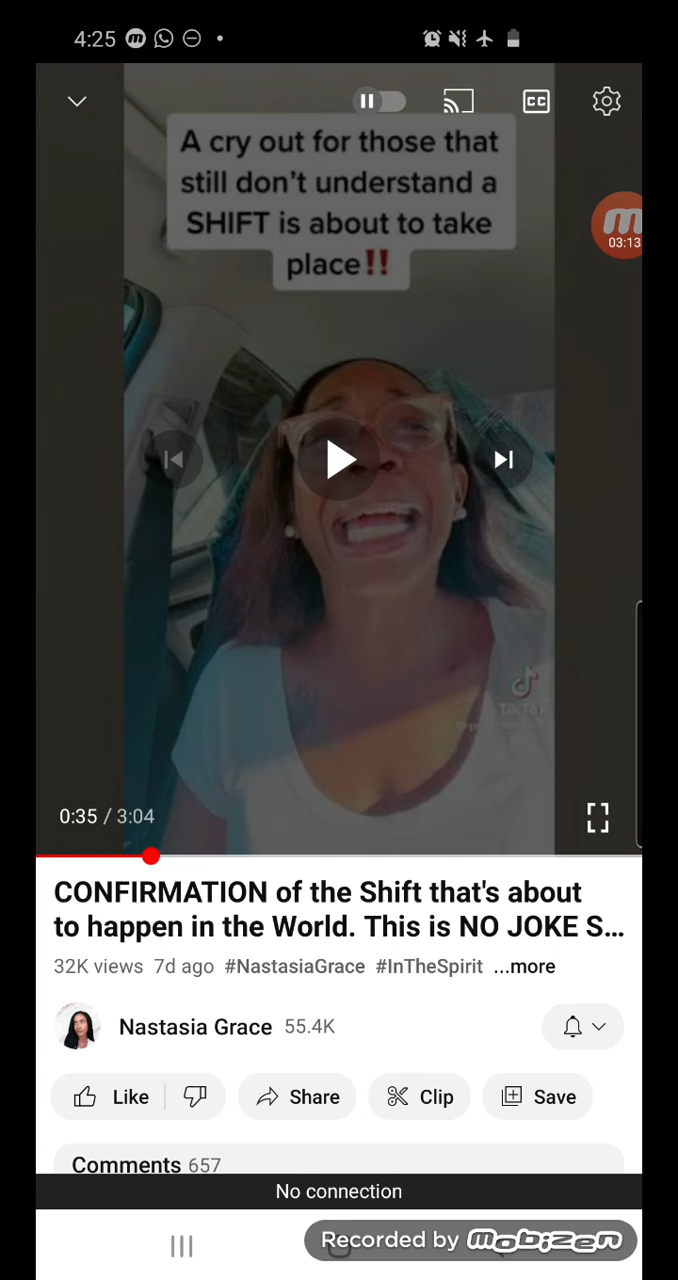 4:25
CC
A cry out for those that
still don't understand a
SHIFT is about to take
place!!
03:13
TikTok
0:35 / 3:04
CONFIRMATION of the Shift that's about
to happen in the World. This is NO JOKE S...
32K views 7d ago #NastasiaGrace #InTheSpirit ...more
Nastasia Grace 55.4K
Like Share Clip Save
Comments 657
No connection
Recorded by mobizen